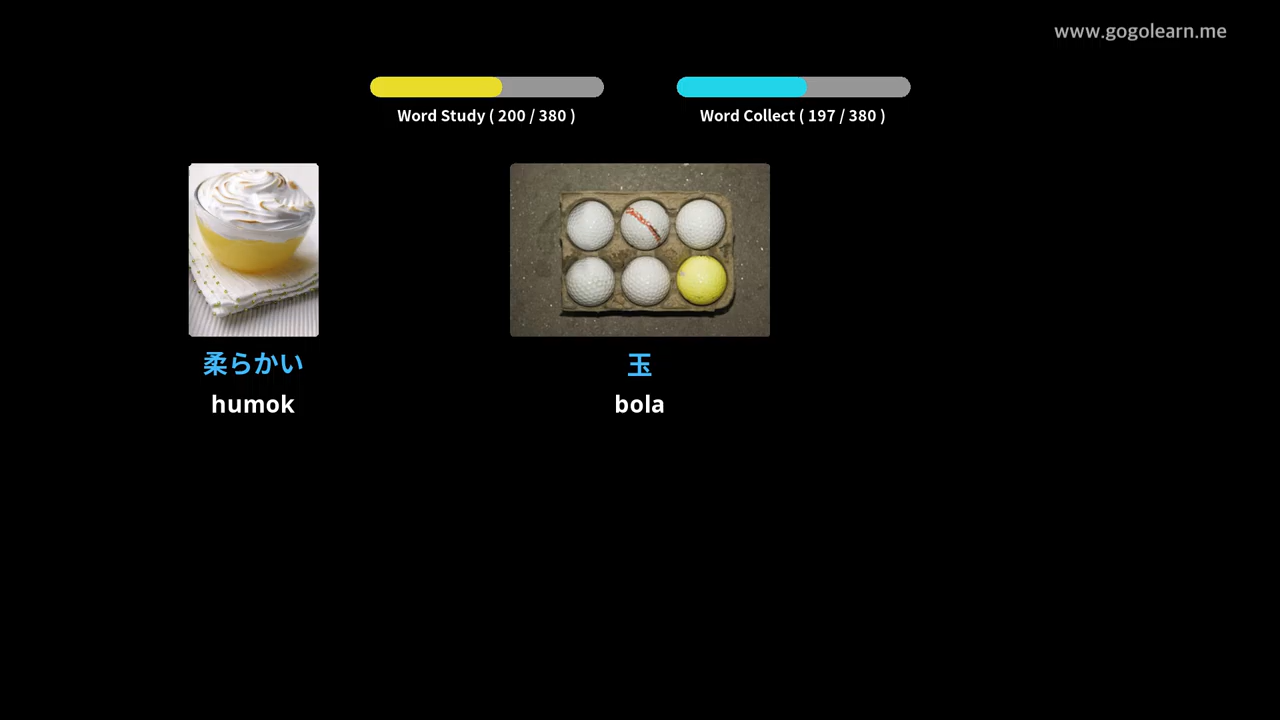 www.gogolearn.me
Word Study ( 200 / 380 )
Word Collect ( 197 / 380 )
柔らかい
humok
玉
bola